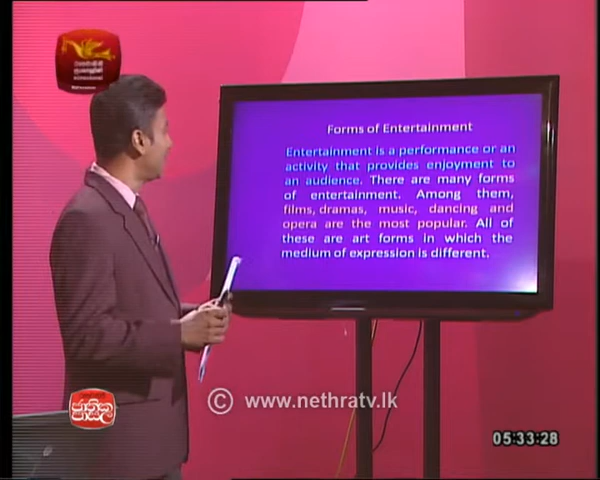 Forms of Entertainment
Entertainment is a performance or an
activity that provides enjoyment to
an audience. There are many forms
of entertainment. Among them,
films, dramas, music, dancing and
opera are the most popular. All of
these are art forms in which the
medium of expression is different.
© www.nethratv.lk
05:33:28